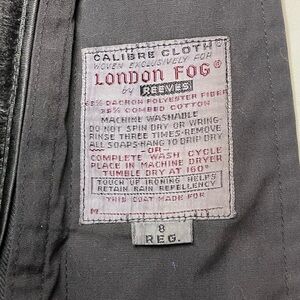 CALIBRE CLOTH®
WOVEN EXCLUSIVELY FOR
LONDON FOG®
by REEVES
65% DACRON POLYESTER FIBER
35% COMBED COTTON
MACHINE WASHABLE
DO NOT SPIN DRY OR WRING-
RINSE THREE TIMES-REMOVE
ALL SOAP-HANG TO DRIP-DRY
-OR-
COMPLETE WASH CYCLE
PLACE IN MACHINE DRYER
TUMBLE DRY AT 160°
TOUCH UP IRONING HELPS
RETAIN RAIN REPELLENCY
THIS COAT MADE FOR
M
8
REG.